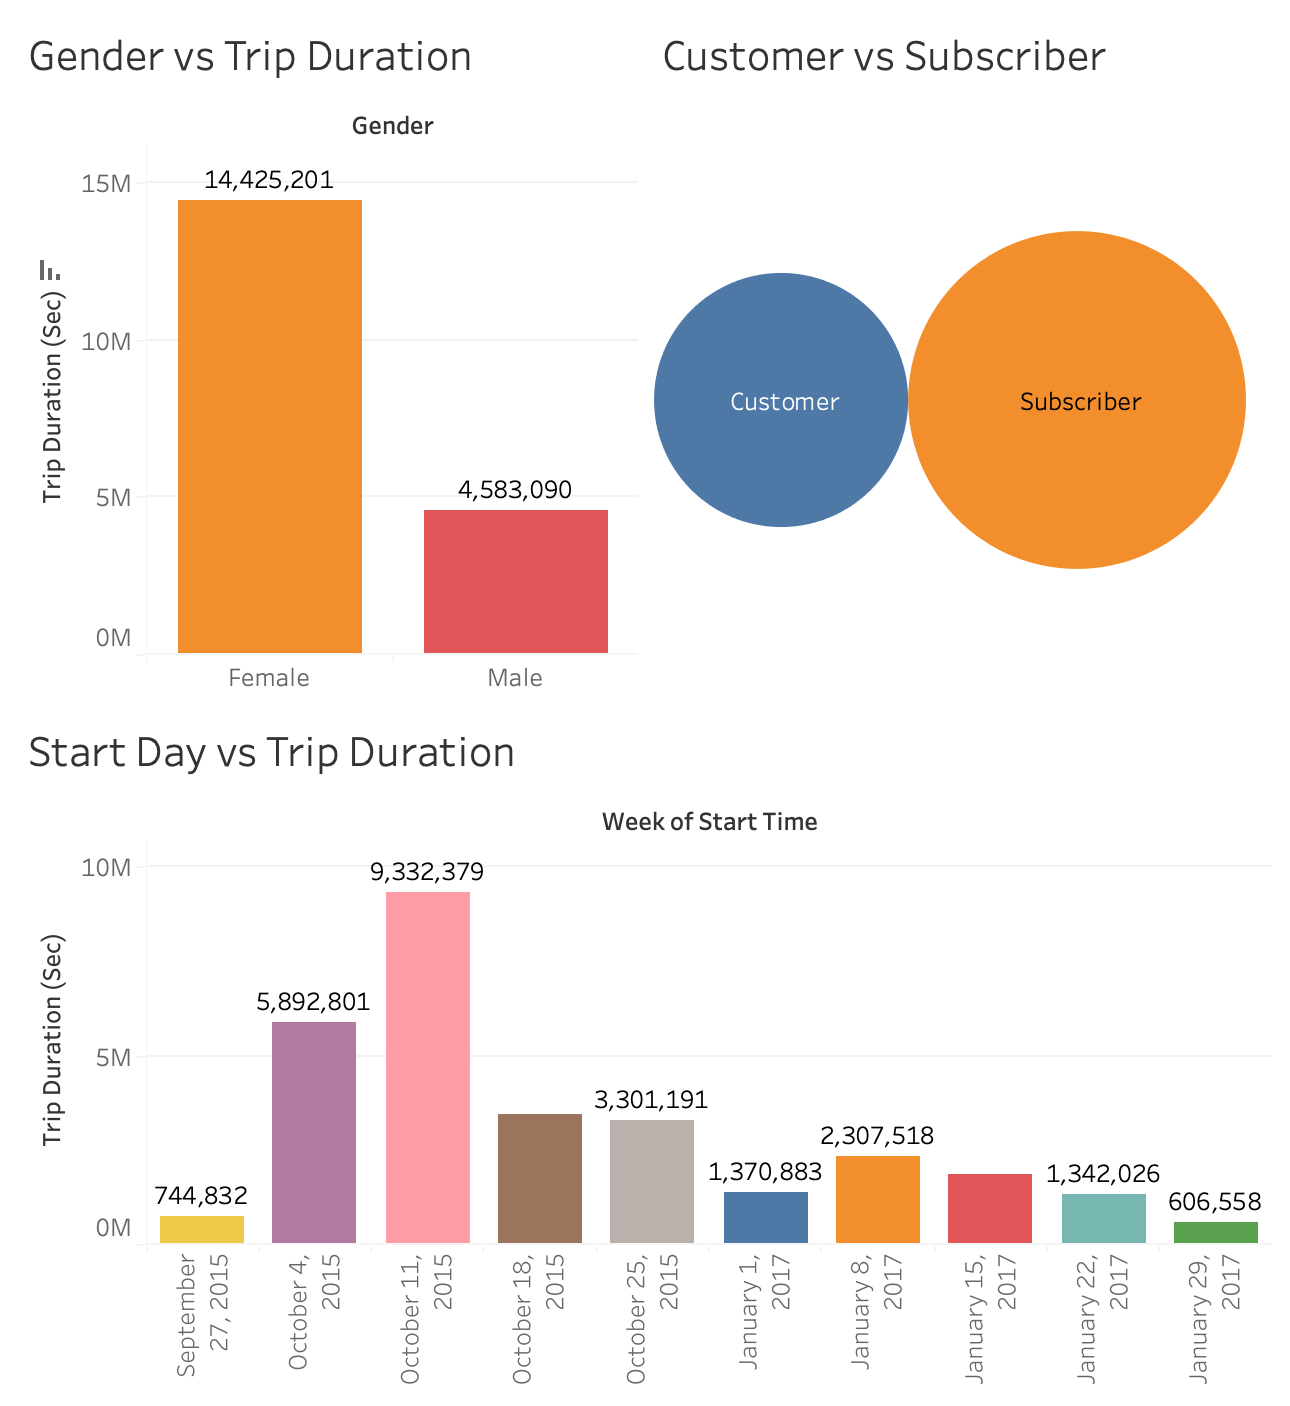 Gender vs Trip Duration
Gender
15M
10M
5M
0M
Trip Duration (Sec)
14,425,201
4,583,090
Female
Male
Customer vs Subscriber
Customer
Subscriber
Start Day vs Trip Duration
Week of Start Time
10M
5M
0M
Trip Duration (Sec)
744,832
5,892,801
9,332,379
3,301,191
1,370,883
2,307,518
1,342,026
606,558
September
27, 2015
October 4,
2015
October 11,
2015
October 18,
2015
October 25,
2015
January 1,
2017
January 8,
2017
January 15,
2017
January 22,
2017
January 29,
2017